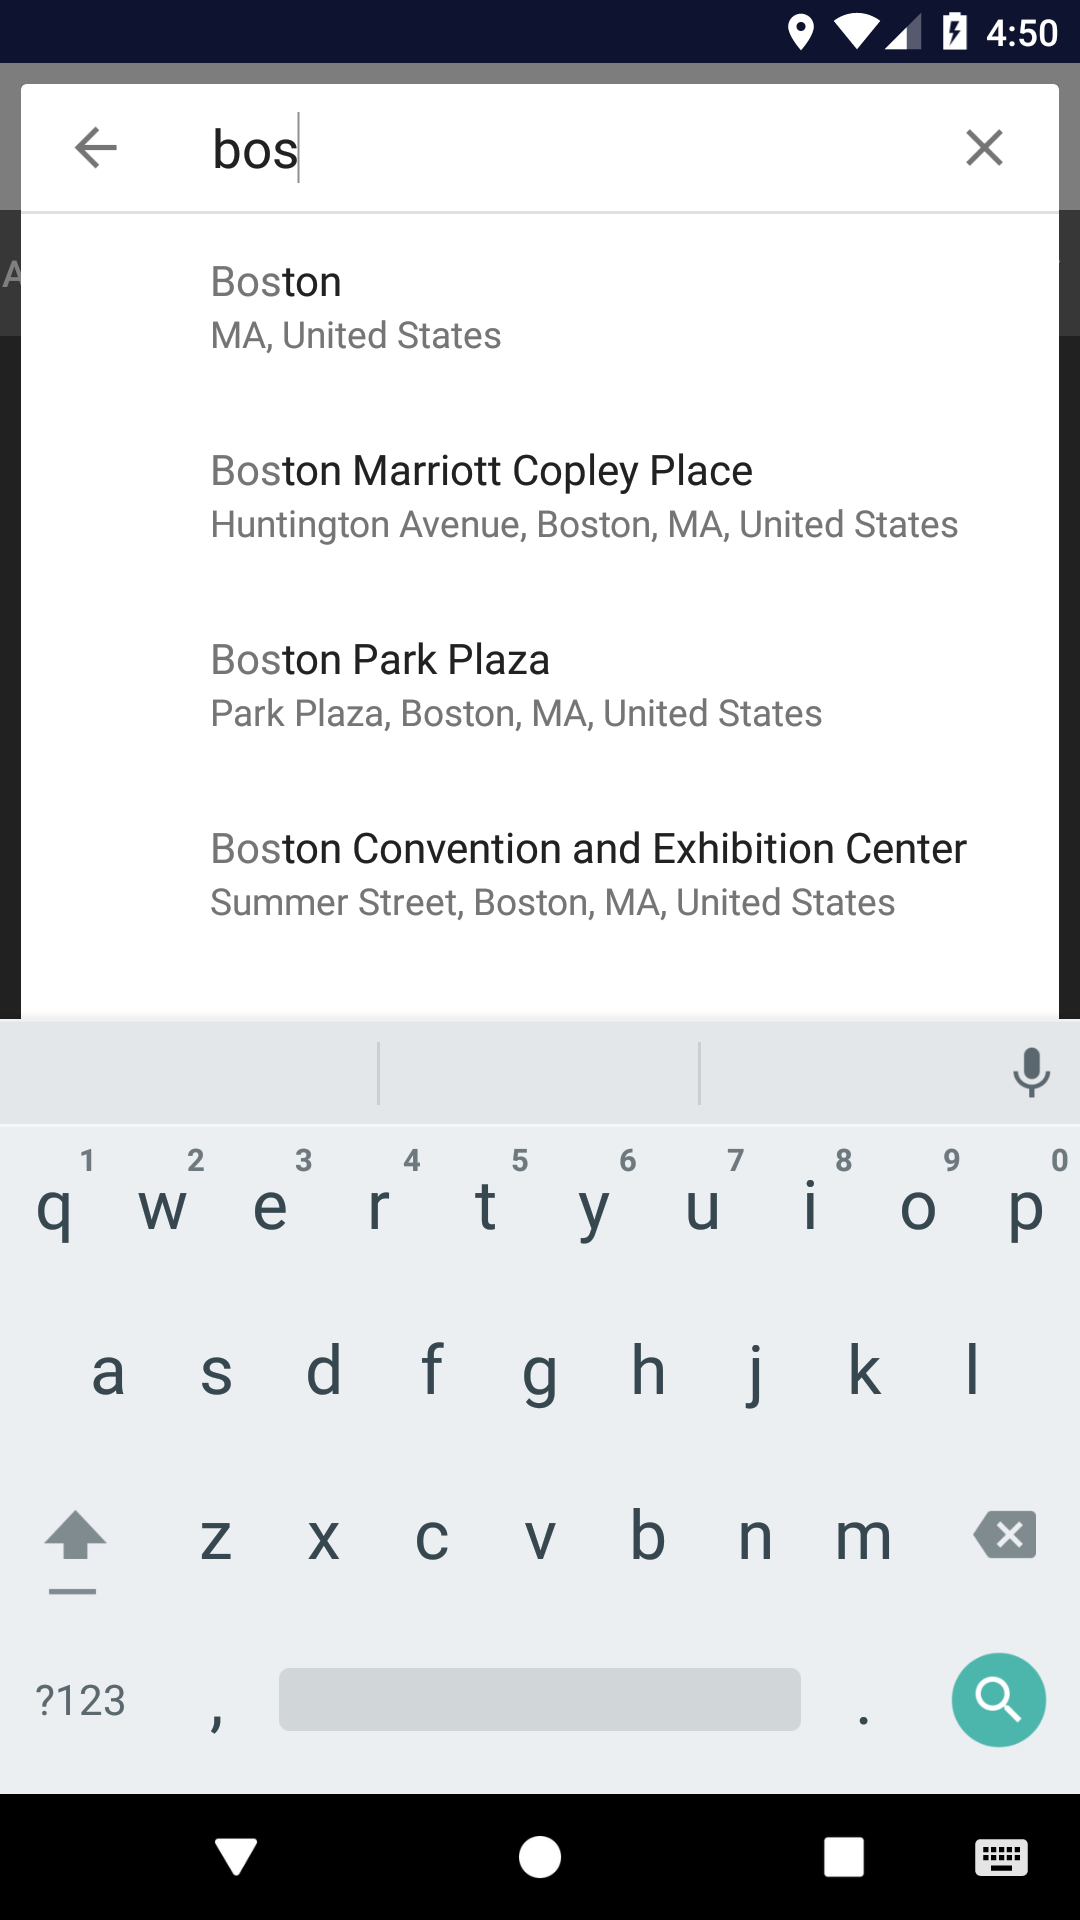 4:50
bos
A
Boston
MA, United States
Boston Marriott Copley Place
Huntington Avenue, Boston, MA, United States
Boston Park Plaza
Park Plaza, Boston, MA, United States
Boston Convention and Exhibition Center
Summer Street, Boston, MA, United States
1 2 3 4 5 6 7 8 9 0
q w e r t y u i o p
a s d f g h j k l
z x c v b n m
?123 , .